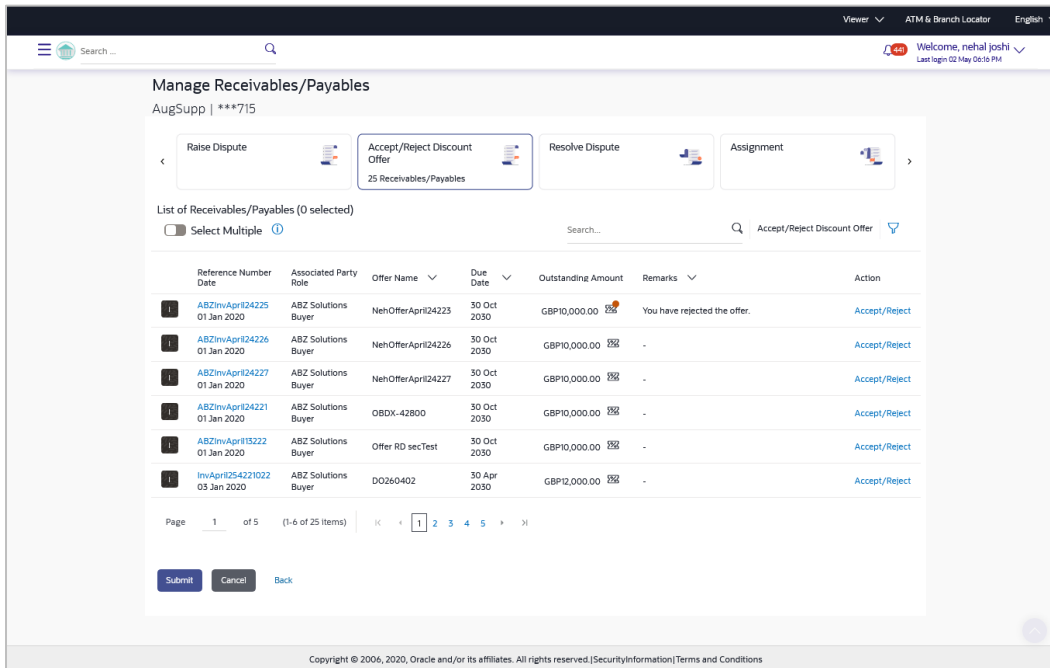 Viewer ATM & Branch Locator English
Search ...
441
Welcome, nehal joshi
Last login 02 May 06:16 PM
Manage Receivables/Payables
AugSupp | ***715
Raise Dispute
Accept/Reject Discount
Offer
25 Receivables/Payables
Resolve Dispute
Assignment
List of Receivables/Payables (0 selected)
Select Multiple
Search...
Accept/Reject Discount Offer
Reference Number
Date
Associated Party
Role
Offer Name
Due
Date
Outstanding Amount
Remarks
Action
I
ABZInvApril24225
01 Jan 2020
ABZ Solutions
Buyer
NehOfferApril24223
30 Oct
2030
GBP10,000.00
You have rejected the offer.
Accept/Reject
I
ABZInvApril24226
01 Jan 2020
ABZ Solutions
Buyer
NehOfferApril24226
30 Oct
2030
GBP10,000.00
-
Accept/Reject
I
ABZInvApril24227
01 Jan 2020
ABZ Solutions
Buyer
NehOfferApril24227
30 Oct
2030
GBP10,000.00
-
Accept/Reject
I
ABZInvApril24221
01 Jan 2020
ABZ Solutions
Buyer
OBDX-42800
30 Oct
2030
GBP10,000.00
-
Accept/Reject
I
ABZInvApril13222
01 Jan 2020
ABZ Solutions
Buyer
Offer RD secTest
30 Oct
2030
GBP10,000.00
-
Accept/Reject
I
InvApril254221022
03 Jan 2020
ABZ Solutions
Buyer
DO260402
30 Apr
2030
GBP12,000.00
-
Accept/Reject
Page 1 of 5 (1-6 of 25 Items) 1 2 3 4 5
Submit Cancel Back
Copyright © 2006, 2020, Oracle and/or its affiliates. All rights reserved.|SecurityInformation|Terms and Conditions